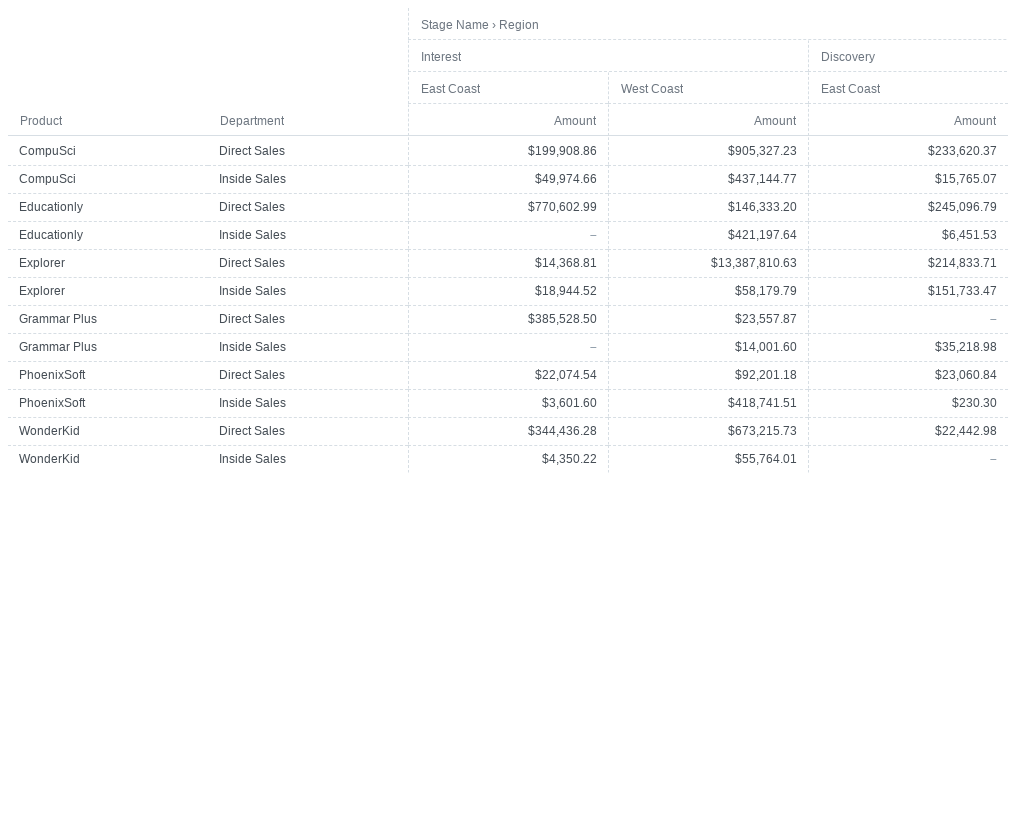 Stage Name › Region
Interest Discovery
East Coast West Coast East Coast
Product Department Amount Amount Amount
CompuSci Direct Sales $199,908.86 $905,327.23 $233,620.37
CompuSci Inside Sales $49,974.66 $437,144.77 $15,765.07
Educationly Direct Sales $770,602.99 $146,333.20 $245,096.79
Educationly Inside Sales – $421,197.64 $6,451.53
Explorer Direct Sales $14,368.81 $13,387,810.63 $214,833.71
Explorer Inside Sales $18,944.52 $58,179.79 $151,733.47
Grammar Plus Direct Sales $385,528.50 $23,557.87 –
Grammar Plus Inside Sales – $14,001.60 $35,218.98
PhoenixSoft Direct Sales $22,074.54 $92,201.18 $23,060.84
PhoenixSoft Inside Sales $3,601.60 $418,741.51 $230.30
WonderKid Direct Sales $344,436.28 $673,215.73 $22,442.98
WonderKid Inside Sales $4,350.22 $55,764.01 –